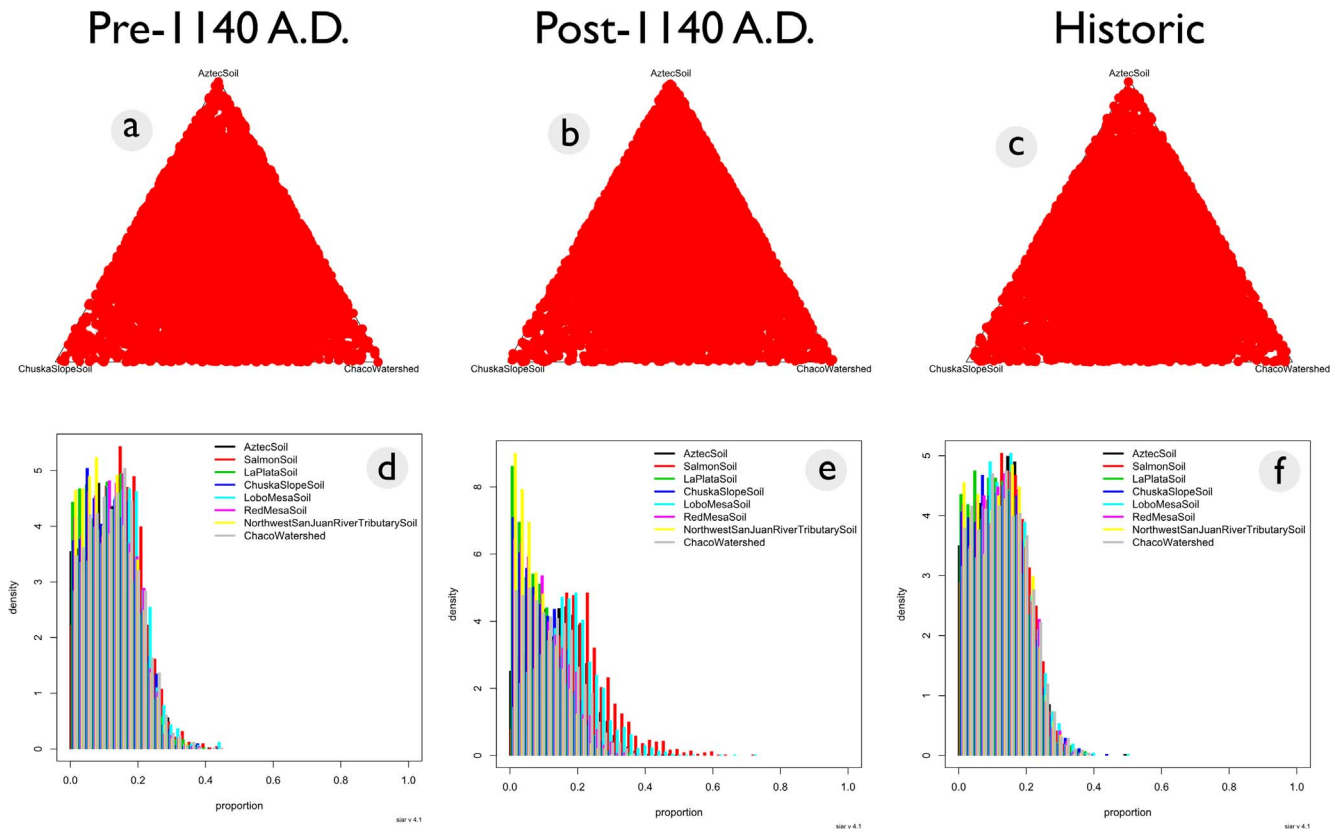 Pre-1140 A.D.
Post-1140 A.D.
Historic
AztecSoil
AztecSoil
AztecSoil
a
b
c
ChuskaSlopeSoil
ChacoWatershed
ChuskaSlopeSoil
ChacoWatershed
ChuskaSlopeSoil
ChacoWatershed
d
AztecSoil
SalmonSoil
LaPlataSoil
ChuskaSlopeSoil
LoboMesaSoil
RedMesaSoil
NorthwestSanJuanRiverTributarySoil
ChacoWatershed
density
5
4
3
2
1
0
0.0 0.2 0.4 0.6 0.8 1.0
proportion
siar v 4.1
e
AztecSoil
SalmonSoil
LaPlataSoil
ChuskaSlopeSoil
LoboMesaSoil
RedMesaSoil
NorthwestSanJuanRiverTributarySoil
ChacoWatershed
density
8
6
4
2
0
0.0 0.2 0.4 0.6 0.8 1.0
proportion
siar v 4.1
f
AztecSoil
SalmonSoil
LaPlataSoil
ChuskaSlopeSoil
LoboMesaSoil
RedMesaSoil
NorthwestSanJuanRiverTributarySoil
ChacoWatershed
density
5
4
3
2
1
0
0.0 0.2 0.4 0.6 0.8 1.0
proportion
siar v 4.1